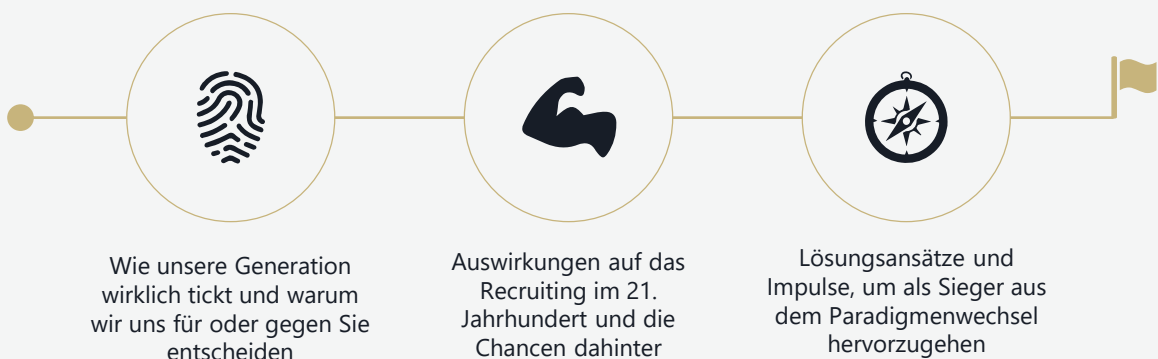 Wie unsere Generation
wirklich tickt und warum
wir uns für oder gegen Sie
entscheiden
Auswirkungen auf das
Recruiting im 21.
Jahrhundert und die
Chancen dahinter
Lösungsansätze und
Impulse, um als Sieger aus
dem Paradigmenwechsel
hervorzugehen